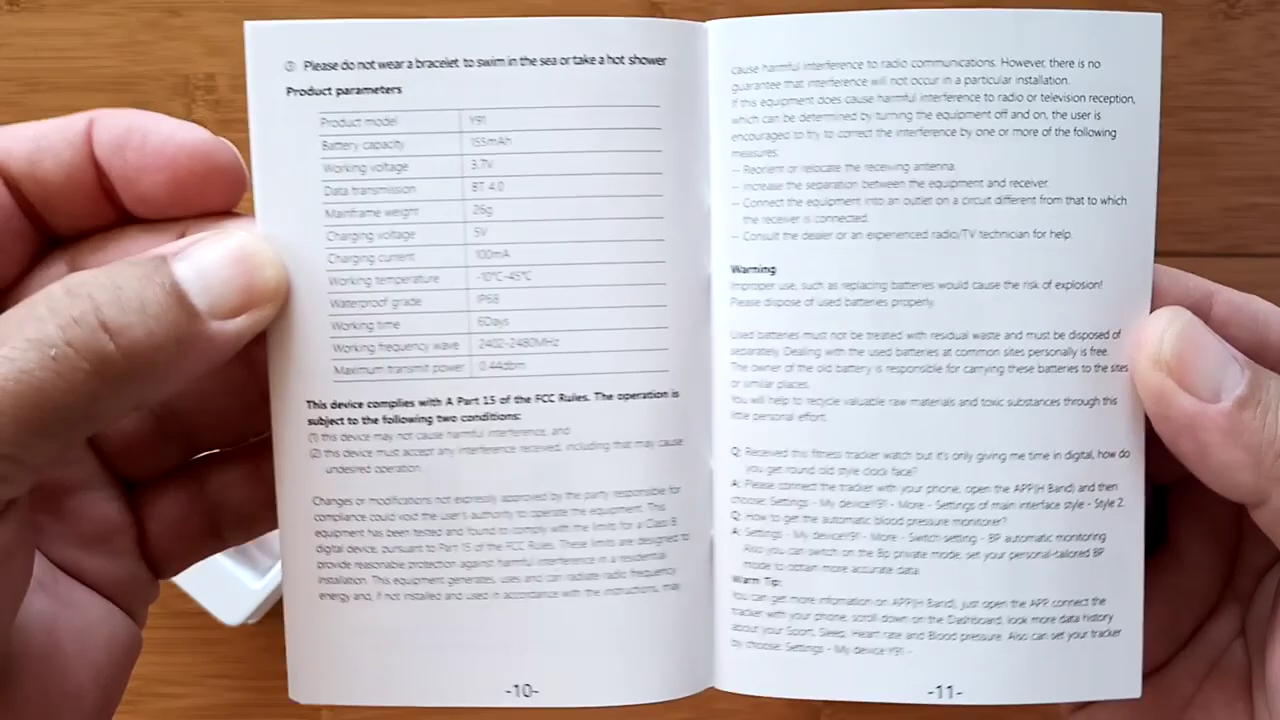 ② Please do not wear a bracelet to swim in the sea or take a hot shower
Product parameters
Product model Y91
Battery capacity 155mAh
Working voltage 3.7V
Data transmission BT 4.0
Mainframe weight 26g
Charging voltage 5V
Charging current 100mA
Working temperature -10℃-45℃
Waterproof grade IP68
Working time 6Days
Working frequency wave 2402-2480MHz
Maximum transmit power 0.44dbm
This device complies with A Part 15 of the FCC Rules. The operation is
subject to the following two conditions:
(1) this device may not cause harmful interference, and
(2) this device must accept any interference received, including that may cause
undesired operation.
Changes or modifications not expressly approved by the party responsible for
compliance could void the user's authority to operate the equipment. This
equipment has been tested and found to comply with the limits for a Class B
digital device, pursuant to Part 15 of the FCC Rules. These limits are designed to
provide reasonable protection against harmful interference in a residential
installation. This equipment generates, uses and can radiate radio frequency
energy and, if not installed and used in accordance with the instructions, may
-10-
cause harmful interference to radio communications. However, there is no
guarantee that interference will not occur in a particular installation.
If this equipment does cause harmful interference to radio or television reception,
which can be determined by turning the equipment off and on, the user is
encouraged to try to correct the interference by one or more of the following
measures:
-- Reorient or relocate the receiving antenna.
-- Increase the separation between the equipment and receiver.
-- Connect the equipment into an outlet on a circuit different from that to which
the receiver is connected.
-- Consult the dealer or an experienced radio/TV technician for help.
Warning
Improper use, such as replacing batteries would cause the risk of explosion!
Please dispose of used batteries properly.
Used batteries must not be treated with residual waste and must be disposed of
separately. Dealing with the used batteries at common sites personally is free.
The owner of the old battery is responsible for carrying these batteries to the sites
or similar places.
You will help to recycle valuable raw materials and toxic substances through this
little personal effort.
Q: Received this fitness tracker watch but it's only giving me time in digital, how do
you get round old style clock face?
A: Please connect the tracker with your phone, open the APP(H Band) and then
choose: Settings - My device:Y91 - More - Settings of main interface style - Style 2.
Q: How to get the automatic blood pressure monitorer?
A: Settings - My device:Y91 - More - Switch setting - BP automatic monitoring
Also you can switch on the Bp private mode, set your personal-tailored BP
mode to obtain more accurate data.
Warn Tip:
You can get more infomation on APP(H Band), just open the APP, connect the
tracker with your phone, scroll down on the Dashboard, look more data history
about your Sport, Sleep, Heart rate and Blood pressure. Also can set your tracker
by choose: Settings - My device:Y91 -
-11-